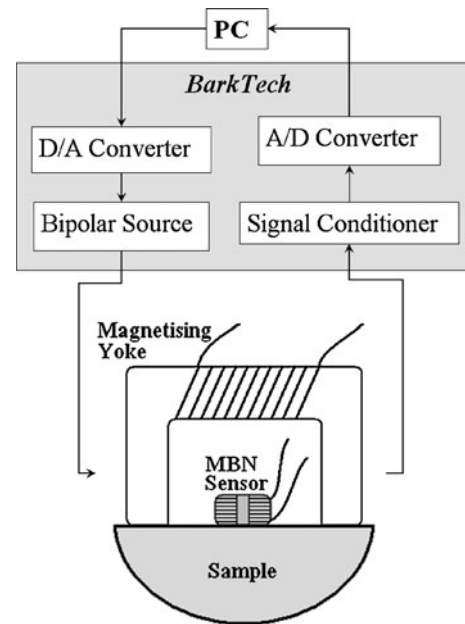 PC
BarkTech
D/A Converter
A/D Converter
Bipolar Source
Signal Conditioner
Magnetising
Yoke
MBN
Sensor
Sample